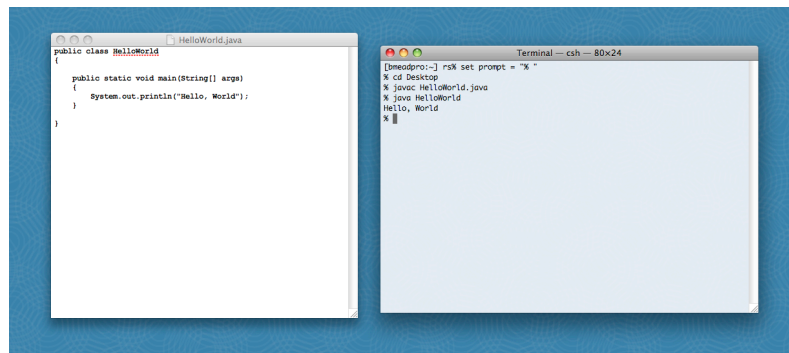 HelloWorld.java
public class HelloWorld
{
public static void main(String[] args)
{
System.out.println("Hello, World");
}
}
Terminal — csh — 80×24
[bmeadpro:~] rs% set prompt = "% "
% cd Desktop
% javac HelloWorld.java
% java HelloWorld
Hello, World
%